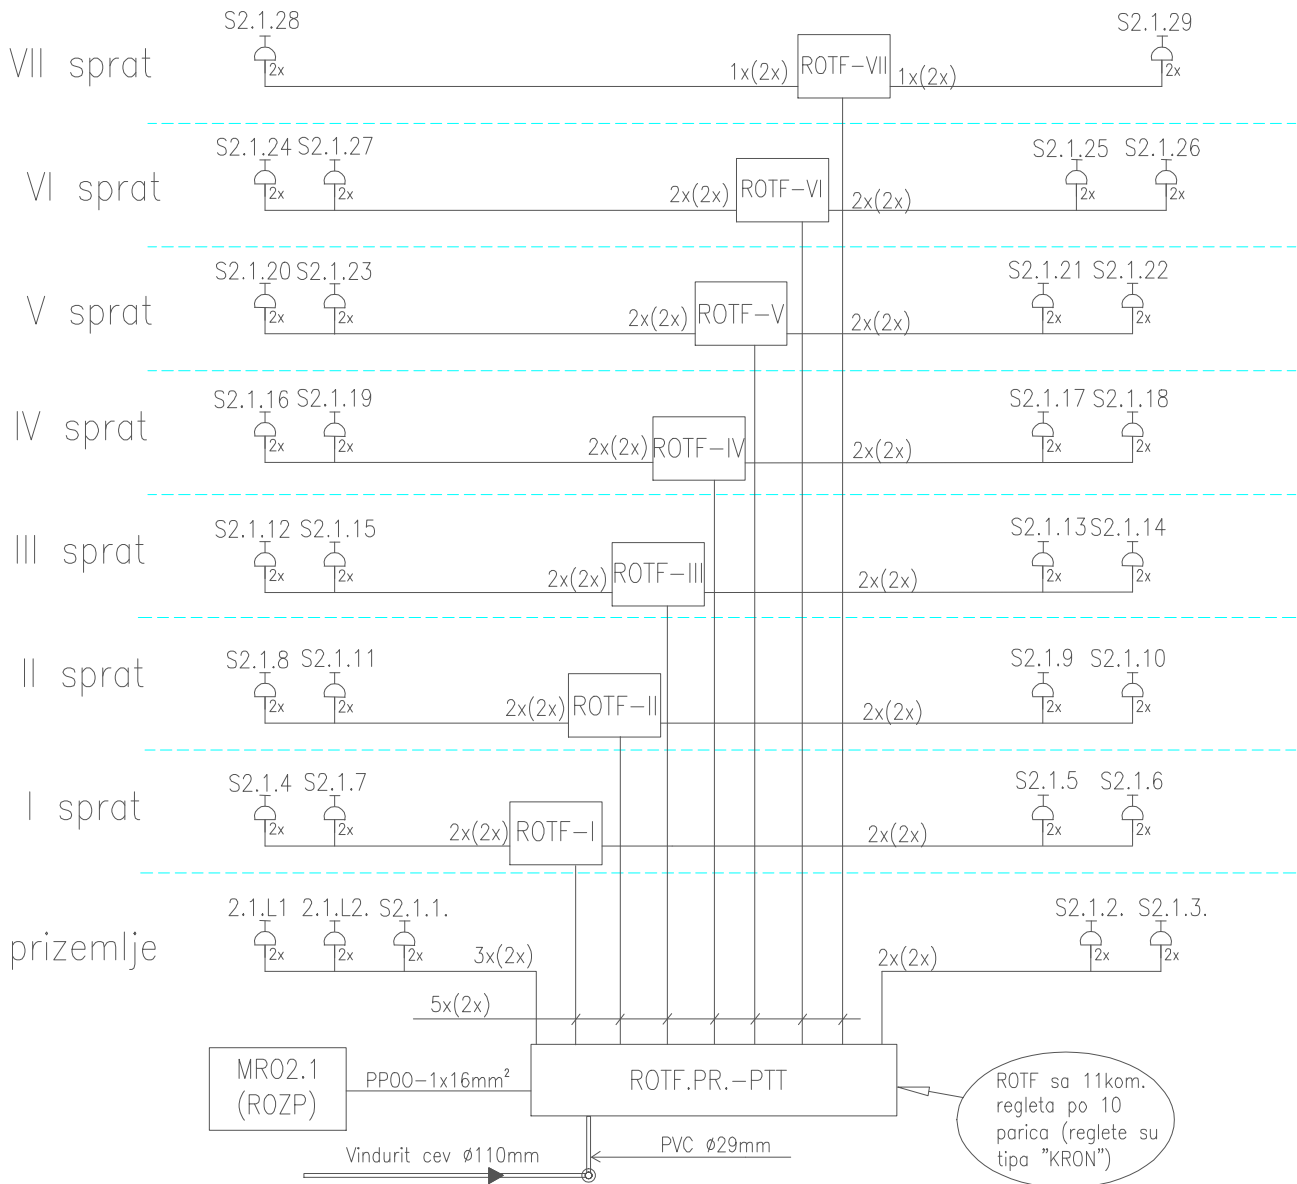 S2.1.28
S2.1.29
VII sprat
2x
1x(2x)
ROTF-VII
1x(2x)
2x
S2.1.24 S2.1.27
S2.1.25 S2.1.26
VI sprat
2x
2x
2x(2x)
ROTF-VI
2x(2x)
2x
2x
S2.1.20 S2.1.23
S2.1.21 S2.1.22
V sprat
2x
2x
2x(2x)
ROTF-V
2x(2x)
2x
2x
S2.1.16 S2.1.19
S2.1.17 S2.1.18
IV sprat
2x
2x
2x(2x)
ROTF-IV
2x(2x)
2x
2x
S2.1.12 S2.1.15
S2.1.13 S2.1.14
III sprat
2x
2x
2x(2x)
ROTF-III
2x(2x)
2x
2x
S2.1.8 S2.1.11
S2.1.9 S2.1.10
II sprat
2x
2x
2x(2x)
ROTF-II
2x(2x)
2x
2x
S2.1.4 S2.1.7
S2.1.5 S2.1.6
I sprat
2x
2x
2x(2x)
ROTF-I
2x(2x)
2x
2x
2.1.L1 2.1.L2. S2.1.1.
S2.1.2. S2.1.3.
prizemlje
2x
2x
2x
3x(2x)
2x(2x)
2x
2x
5x(2x)
MRO2.1
(ROZP)
PP00-1x16mm²
ROTF.PR.-PTT
ROTF sa 11kom.
regleta po 10
parica (reglete su
tipa "KRON")
Vindurit cev ø110mm
PVC ø29mm